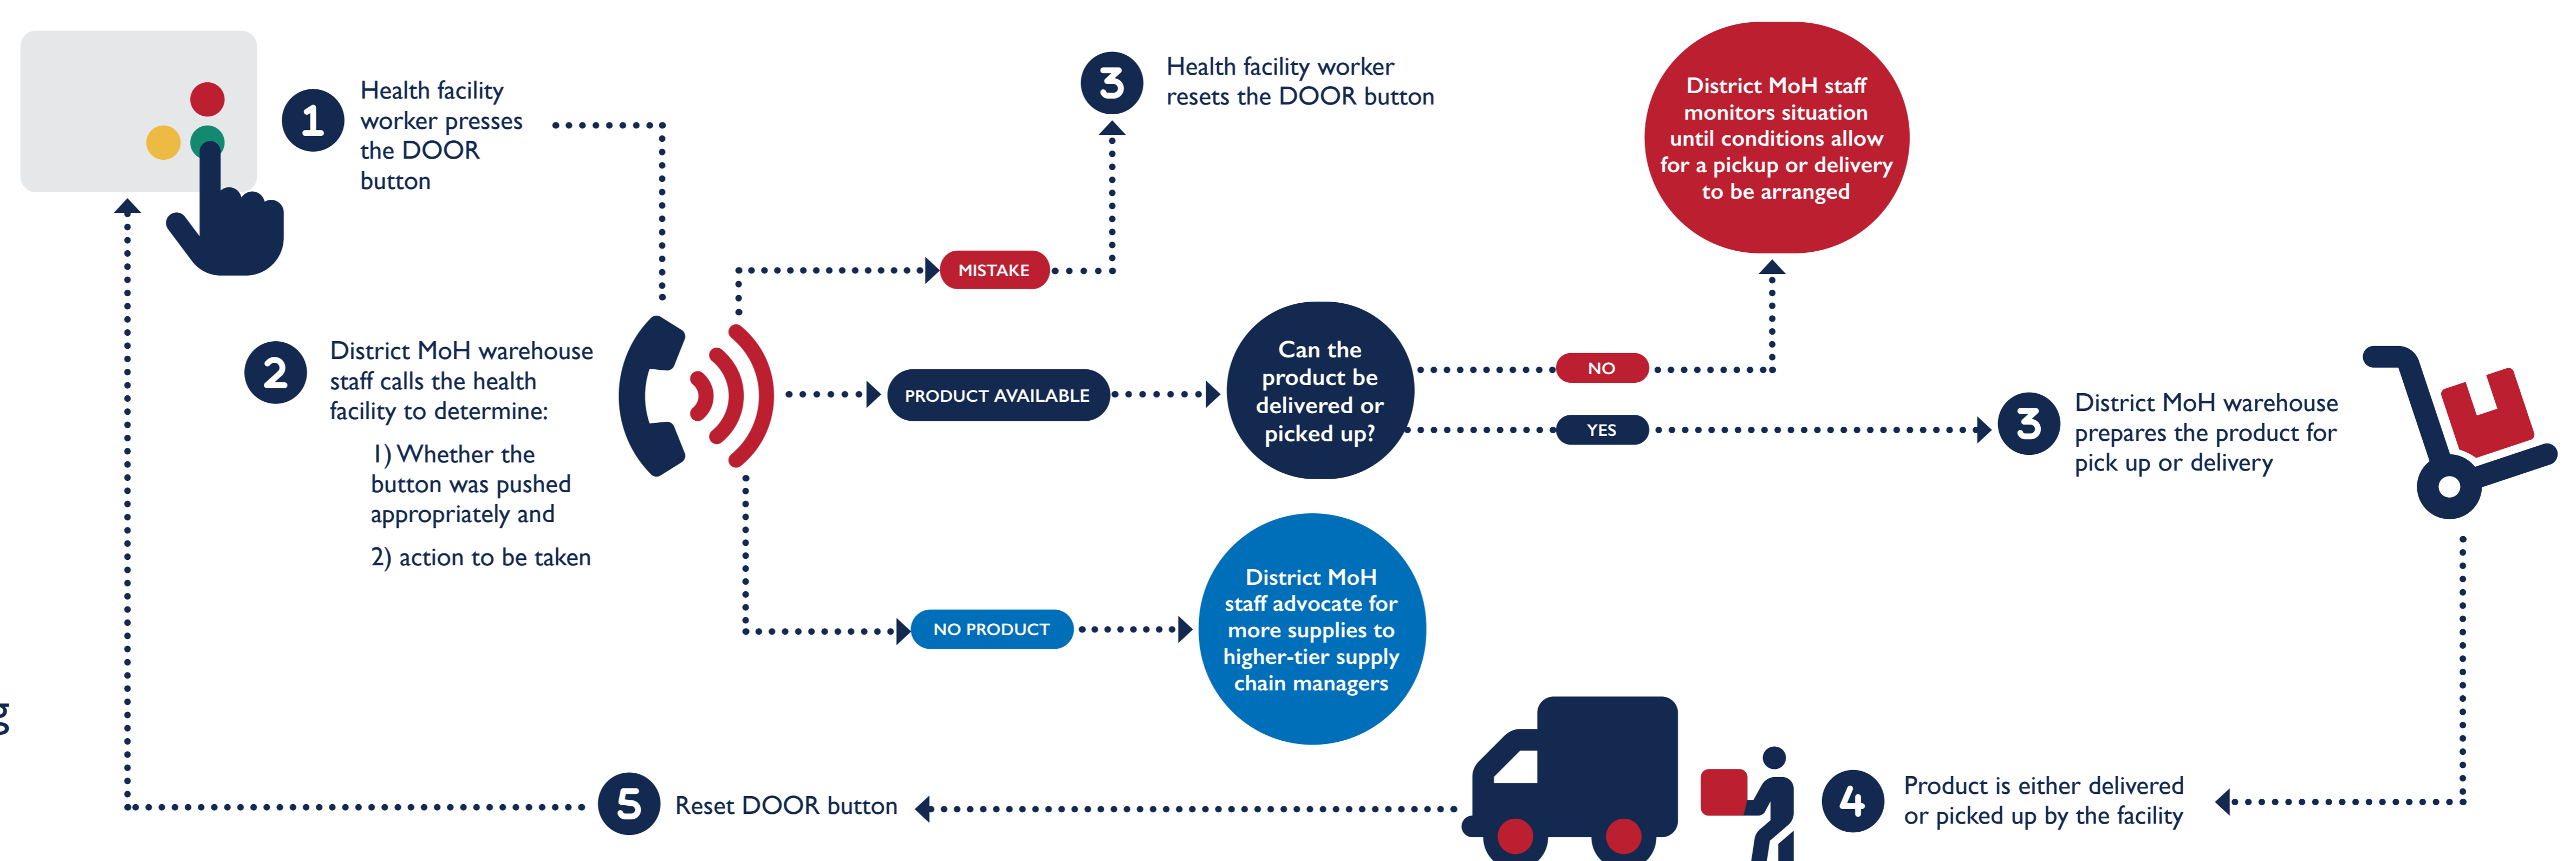 1
Health facility
worker presses
the DOOR
button
2
District MoH warehouse
staff calls the health
facility to determine:
1) Whether the
button was pushed
appropriately and
2) action to be taken
MISTAKE
3
Health facility worker
resets the DOOR button
PRODUCT AVAILABLE
Can the
product be
delivered or
picked up?
NO
District MoH staff
monitors situation
until conditions allow
for a pickup or delivery
to be arranged
YES
3
District MoH warehouse
prepares the product for
pick up or delivery
NO PRODUCT
District MoH
staff advocate for
more supplies to
higher-tier supply
chain managers
4
Product is either delivered
or picked up by the facility
5
Reset DOOR button
g